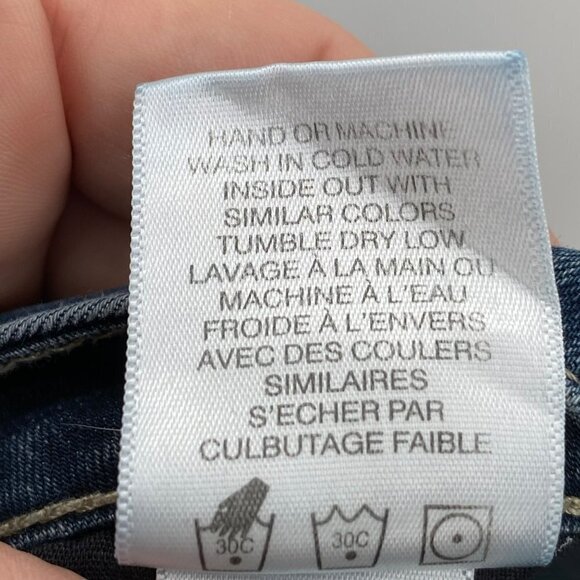 HAND OR MACHINE
WASH IN COLD WATER
INSIDE OUT WITH
SIMILAR COLORS
TUMBLE DRY LOW
LAVAGE À LA MAIN OU
MACHINE À L'EAU
FROIDE À L'ENVERS
AVEC DES COULERS
SIMILAIRES
S'ECHER PAR
CULBUTAGE FAIBLE
30C 30C